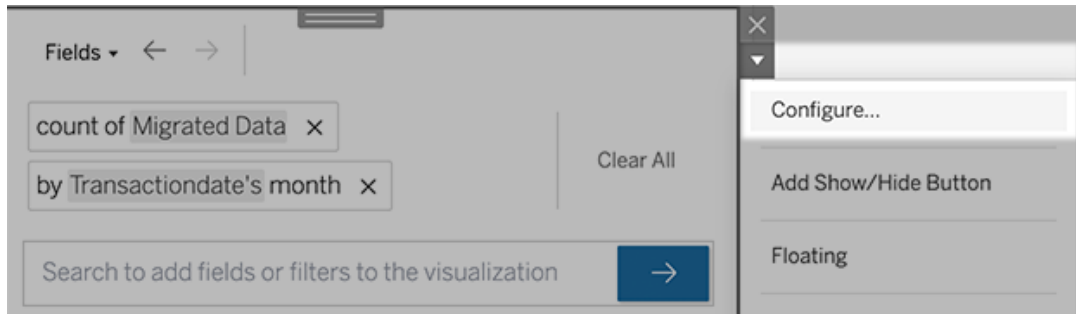 Fields
count of Migrated Data
by Transactiondate's month
Clear All
Search to add fields or filters to the visualization
Configure...
Add Show/Hide Button
Floating